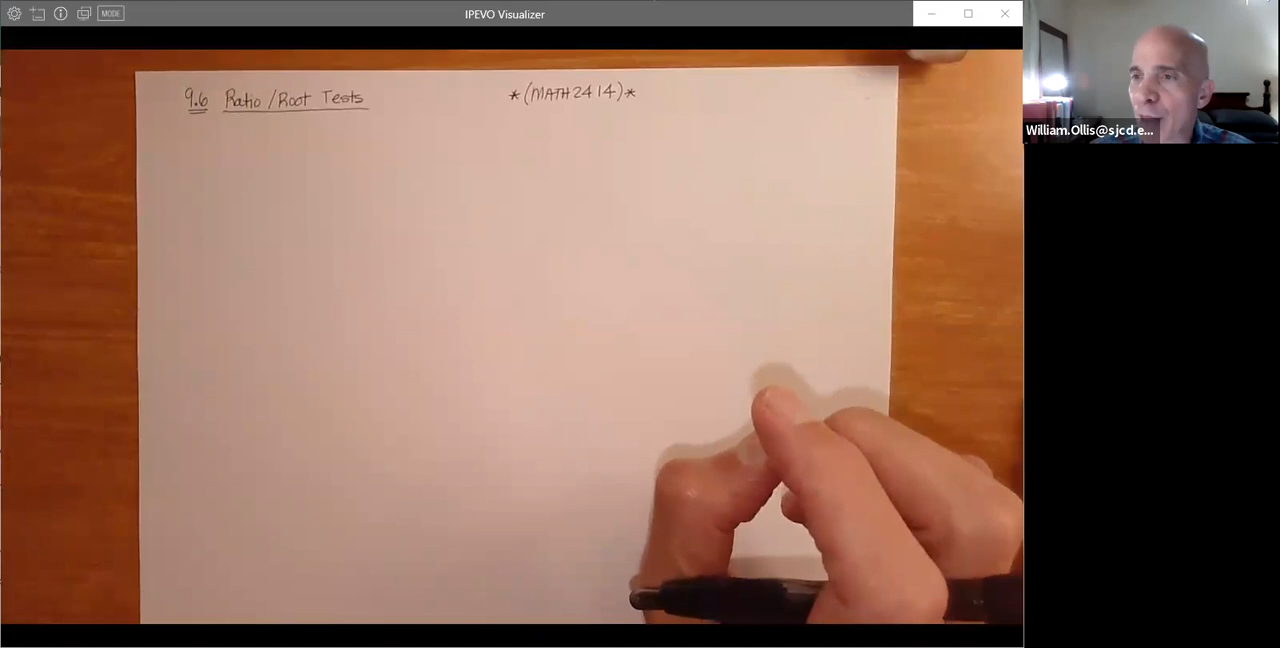 MODE
IPEVO Visualizer
9.6 Ratio/Root Tests
*(MATH 2414)*
William.Ollis@sjcd.e...